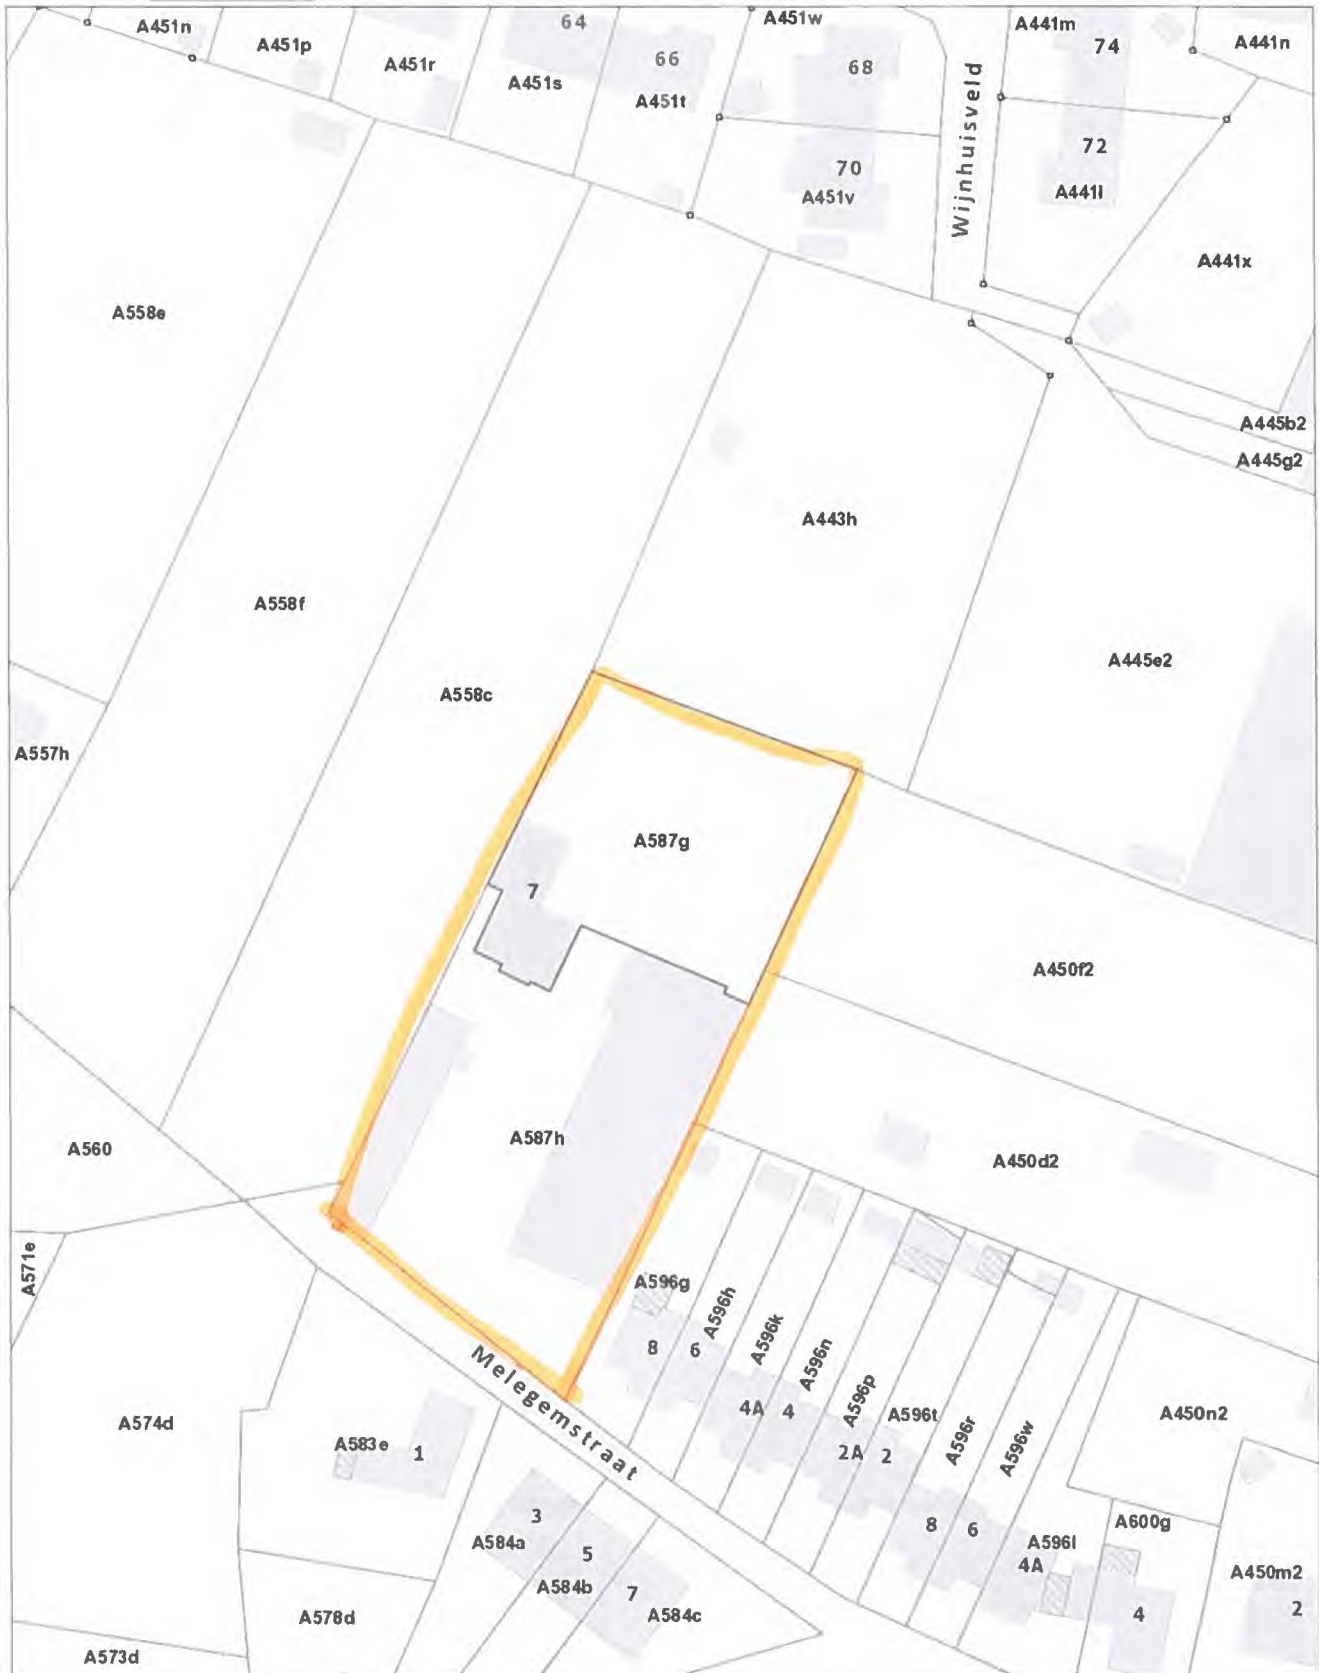 A451n
A451p
A451r
64
A451s
66
A451t
A451w
68
70
A451v
Wijnhuisveld
A441m
74
A441n
72
A441l
A441x
A558e
A445b2
A445g2
A443h
A558f
A445e2
A558c
A557h
A587g
7
A450f2
A587h
A560
A450d2
A571e
A596g
8
6
A596h
A596k
A596n
4A
4
A596p
A596t
2A
2
A596r
A596w
A450n2
Melegemstraat
A574d
A583e
1
3
A584a
5
A584b
7
A584c
8
6
A596l
4A
A600g
4
A450m2
2
A578d
A573d